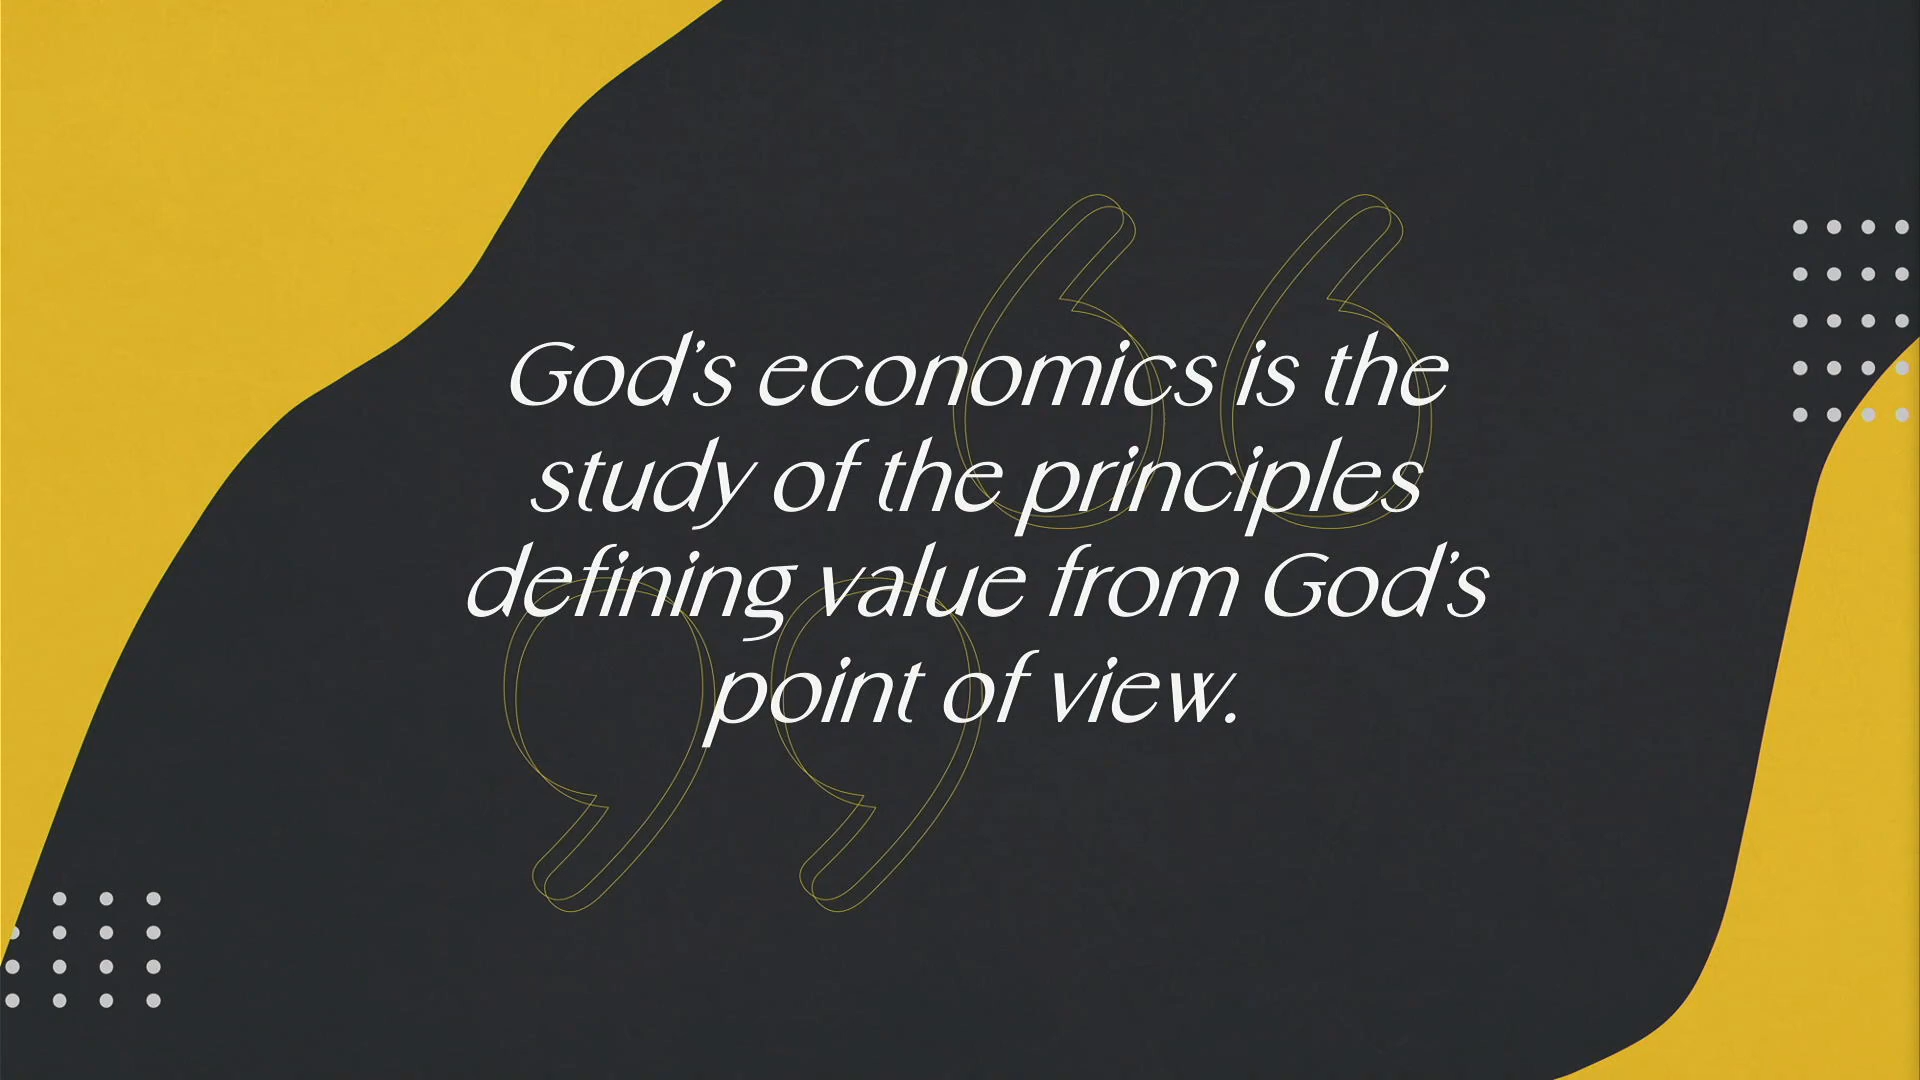 God's economics is the
study of the principles
defining value from God's
point of view.